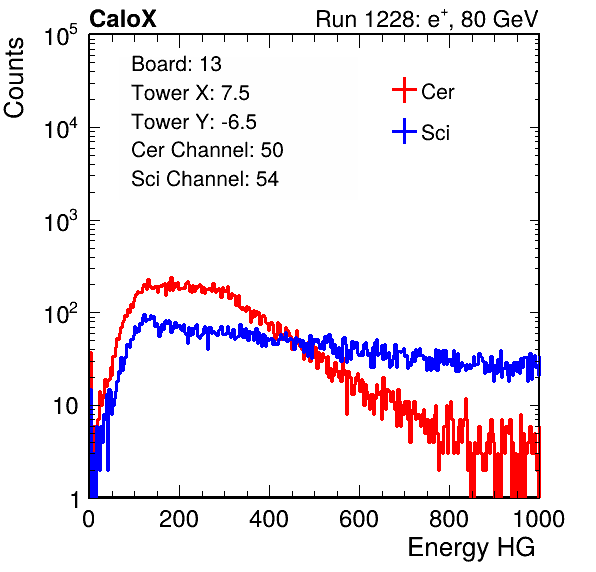 CaloX Run 1228: e⁺, 80 GeV
Counts
Board: 13
Tower X: 7.5
Tower Y: -6.5
Cer Channel: 50
Sci Channel: 54
Cer
Sci
10⁵
10⁴
10³
10²
10
1
0 200 400 600 800 1000
Energy HG